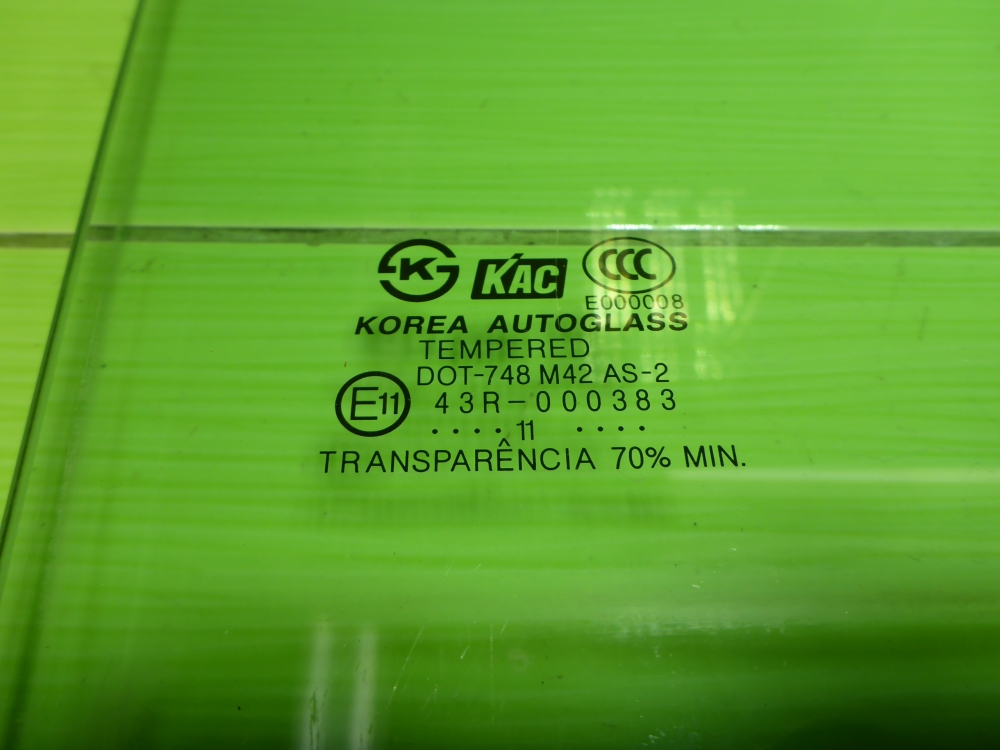 K KAC CCC
E000008
KOREA AUTOGLASS
TEMPERED
DOT-748 M42 AS-2
E11 43R-000383
.... 11 ....
TRANSPARÊNCIA 70% MIN.